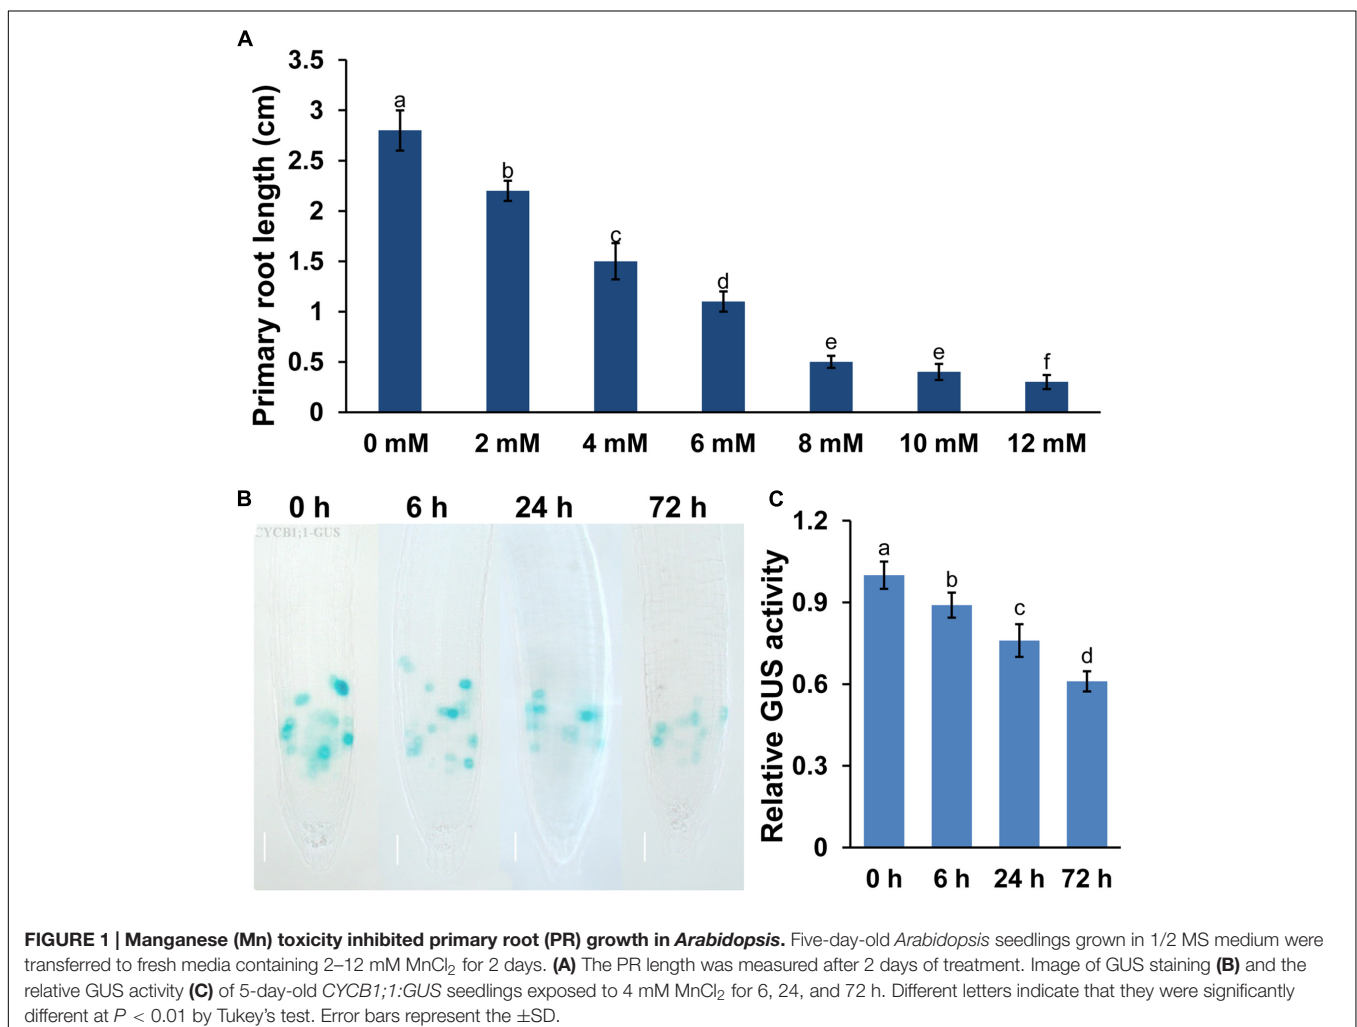 A
3.5
3
2.5
2
1.5
1
0.5
0
Primary root length (cm)
a
b
c
d
e
e
f
0 mM 2 mM 4 mM 6 mM 8 mM 10 mM 12 mM
B
0 h 6 h 24 h 72 h
CYCB1;1-GUS
C
1.2
0.9
0.6
0.3
0
Relative GUS activity
a
b
c
d
0 h 6 h 24 h 72 h
FIGURE 1 | Manganese (Mn) toxicity inhibited primary root (PR) growth in Arabidopsis. Five-day-old Arabidopsis seedlings grown in 1/2 MS medium were
transferred to fresh media containing 2–12 mM MnCl₂ for 2 days. (A) The PR length was measured after 2 days of treatment. Image of GUS staining (B) and the
relative GUS activity (C) of 5-day-old CYCB1;1:GUS seedlings exposed to 4 mM MnCl₂ for 6, 24, and 72 h. Different letters indicate that they were significantly
different at P < 0.01 by Tukey's test. Error bars represent the ±SD.